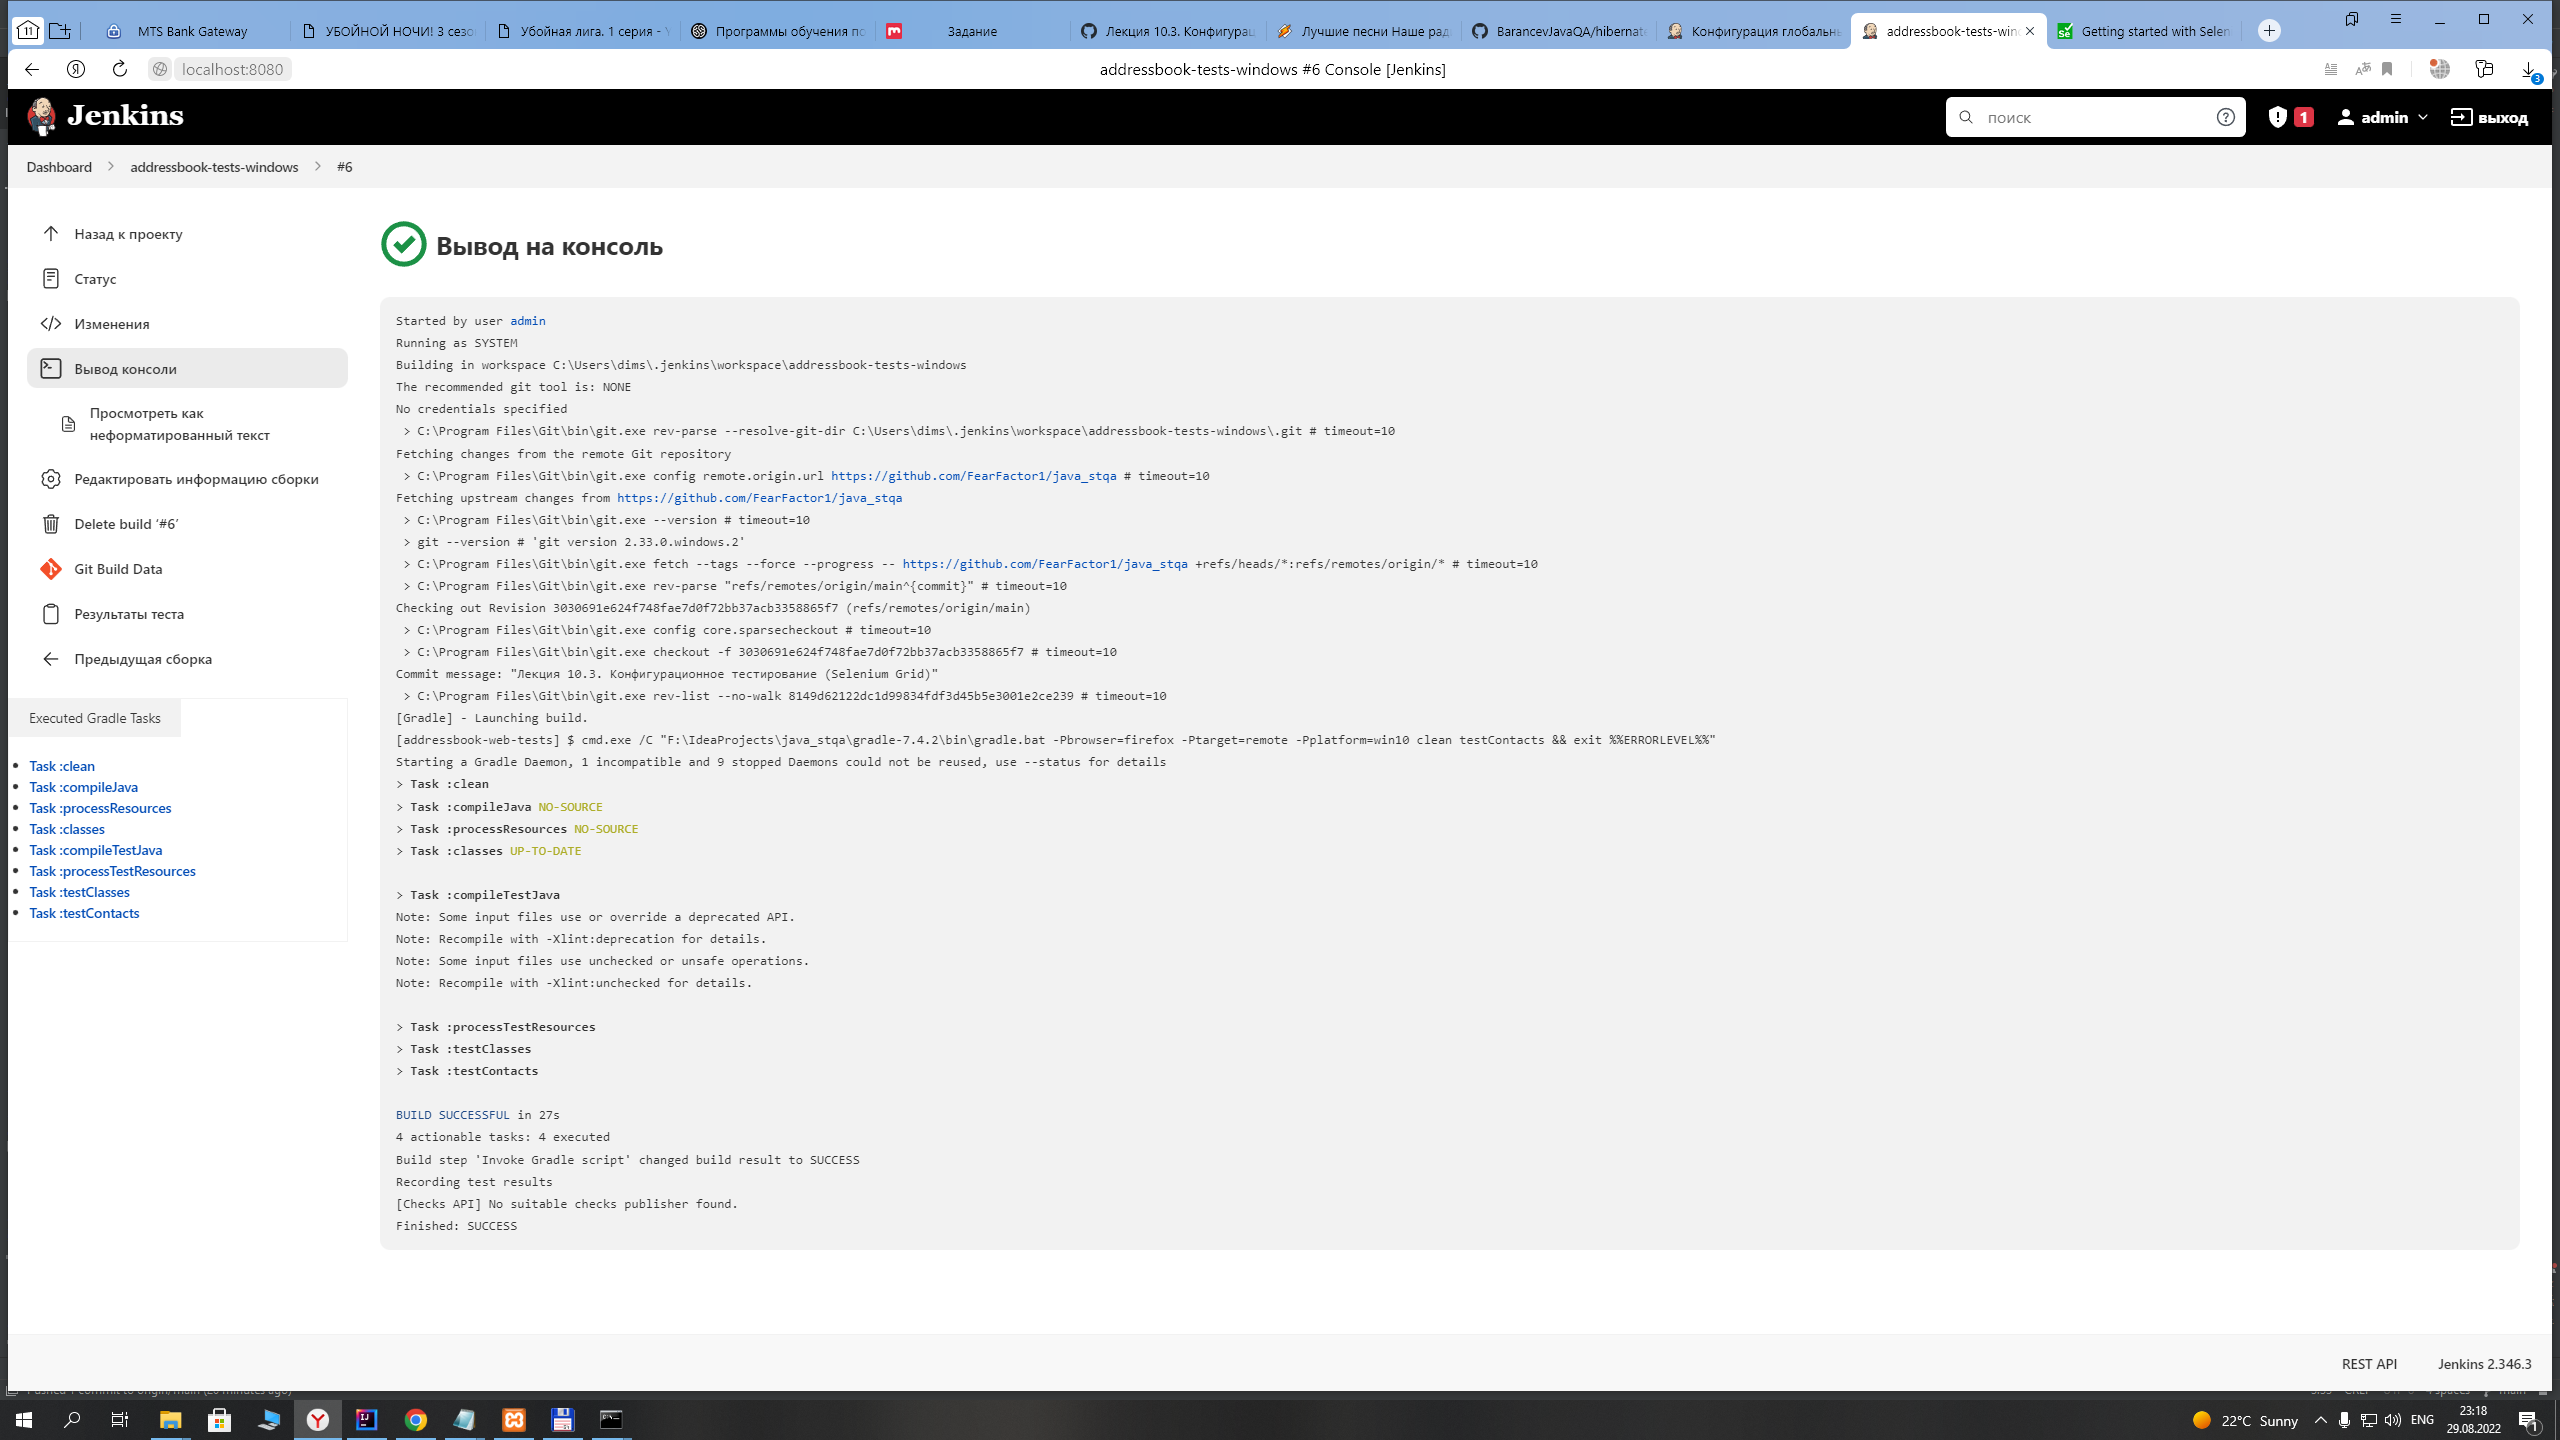 11
MTS Bank Gateway
УБОЙНОЙ НОЧИ! 3 сезо
Убойная лига. 1 серия - Y
Программы обучения по
Задание
Лекция 10.3. Конфигурац
Лучшие песни Наше рад
BarancevJavaQA/hibernate
Конфигурация глобальны
addressbook-tests-wind
Getting started with Selen
localhost:8080
addressbook-tests-windows #6 Console [Jenkins]
3
Jenkins
поиск
1
admin
выход
Dashboard
addressbook-tests-windows
#6
Назад к проекту
Статус
Изменения
Вывод консоли
Просмотреть как
неформатированный текст
Редактировать информацию сборки
Delete build ‘#6’
Git Build Data
Результаты теста
Предыдущая сборка
Executed Gradle Tasks
Task :clean
Task :compileJava
Task :processResources
Task :classes
Task :compileTestJava
Task :processTestResources
Task :testClasses
Task :testContacts
Вывод на консоль
Started by user admin
Running as SYSTEM
Building in workspace C:\Users\dims\.jenkins\workspace\addressbook-tests-windows
The recommended git tool is: NONE
No credentials specified
> C:\Program Files\Git\bin\git.exe rev-parse --resolve-git-dir C:\Users\dims\.jenkins\workspace\addressbook-tests-windows\.git # timeout=10
Fetching changes from the remote Git repository
> C:\Program Files\Git\bin\git.exe config remote.origin.url https://github.com/FearFactor1/java_stqa # timeout=10
Fetching upstream changes from https://github.com/FearFactor1/java_stqa
> C:\Program Files\Git\bin\git.exe --version # timeout=10
> git --version # 'git version 2.33.0.windows.2'
> C:\Program Files\Git\bin\git.exe fetch --tags --force --progress -- https://github.com/FearFactor1/java_stqa +refs/heads/*:refs/remotes/origin/* # timeout=10
> C:\Program Files\Git\bin\git.exe rev-parse "refs/remotes/origin/main^{commit}" # timeout=10
Checking out Revision 3030691e624f748fae7d0f72bb37acb3358865f7 (refs/remotes/origin/main)
> C:\Program Files\Git\bin\git.exe config core.sparsecheckout # timeout=10
> C:\Program Files\Git\bin\git.exe checkout -f 3030691e624f748fae7d0f72bb37acb3358865f7 # timeout=10
Commit message: "Лекция 10.3. Конфигурационное тестирование (Selenium Grid)"
> C:\Program Files\Git\bin\git.exe rev-list --no-walk 8149d62122dc1d99834fdf3d45b5e3001e2ce239 # timeout=10
[Gradle] - Launching build.
[addressbook-web-tests] $ cmd.exe /C "F:\IdeaProjects\java_stqa\gradle-7.4.2\bin\gradle.bat -Pbrowser=firefox -Ptarget=remote -Pplatform=win10 clean testContacts && exit %%ERRORLEVEL%%"
Starting a Gradle Daemon, 1 incompatible and 9 stopped Daemons could not be reused, use --status for details
> Task :clean
> Task :compileJava NO-SOURCE
> Task :processResources NO-SOURCE
> Task :classes UP-TO-DATE
> Task :compileTestJava
Note: Some input files use or override a deprecated API.
Note: Recompile with -Xlint:deprecation for details.
Note: Some input files use unchecked or unsafe operations.
Note: Recompile with -Xlint:unchecked for details.
> Task :processTestResources
> Task :testClasses
> Task :testContacts
BUILD SUCCESSFUL in 27s
4 actionable tasks: 4 executed
Build step 'Invoke Gradle script' changed build result to SUCCESS
Recording test results
[Checks API] No suitable checks publisher found.
Finished: SUCCESS
REST API
Jenkins 2.346.3
22°C Sunny
ENG
23:18
29.08.2022
1